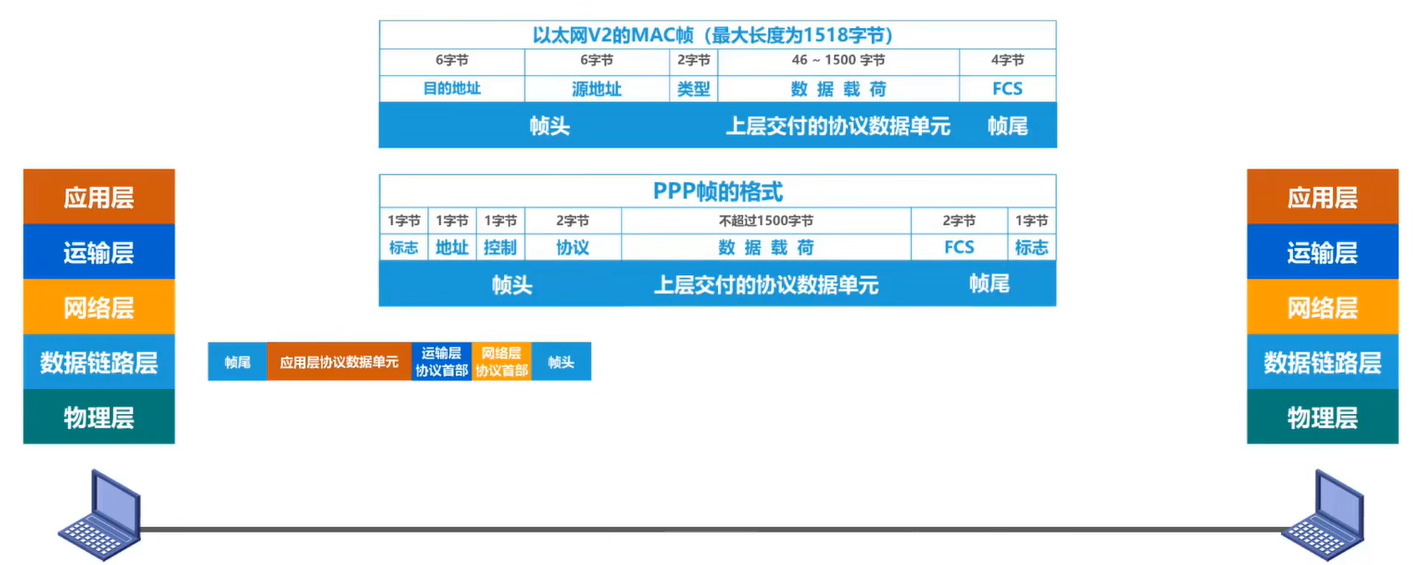 以太网V2的MAC帧（最大长度为1518字节）
6字节 6字节 2字节 46 ~ 1500 字节 4字节
目的地址 源地址 类型 数 据 载 荷 FCS
帧头 上层交付的协议数据单元 帧尾
PPP帧的格式
1字节 1字节 1字节 2字节 不超过1500字节 2字节 1字节
标志 地址 控制 协议 数 据 载 荷 FCS 标志
帧头 上层交付的协议数据单元 帧尾
应用层
运输层
网络层
数据链路层
物理层
帧尾 应用层协议数据单元 运输层 网络层 帧头
协议首部 协议首部
应用层
运输层
网络层
数据链路层
物理层